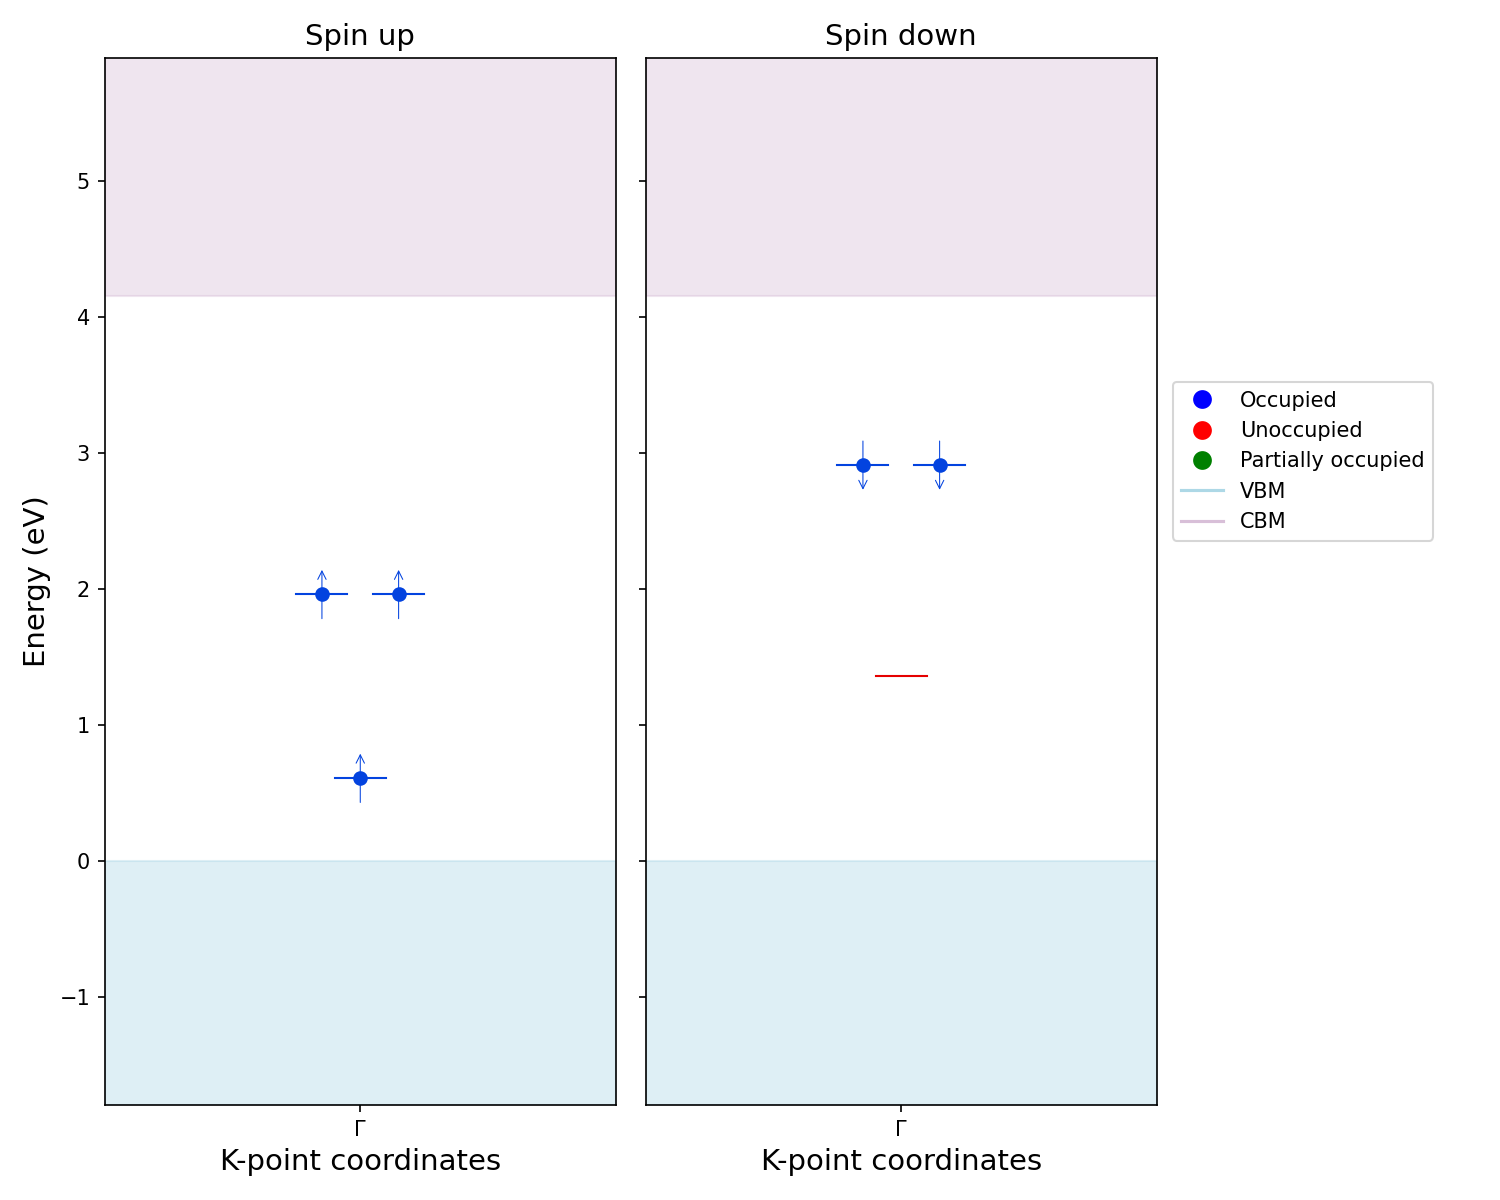 Spin up
Spin down
Energy (eV)
5
4
3
2
1
0
−1
Γ
Γ
K-point coordinates
K-point coordinates
Occupied
Unoccupied
Partially occupied
VBM
CBM